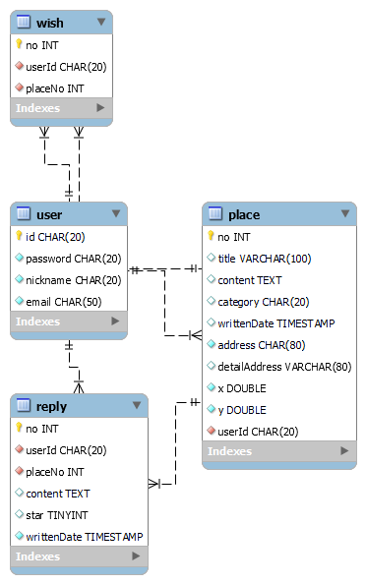 wish
no INT
userId CHAR(20)
placeNo INT
Indexes
user
id CHAR(20)
password CHAR(20)
nickname CHAR(20)
email CHAR(50)
Indexes
place
no INT
title VARCHAR(100)
content TEXT
category CHAR(20)
writtenDate TIMESTAMP
address CHAR(80)
detailAddress VARCHAR(80)
x DOUBLE
y DOUBLE
userId CHAR(20)
Indexes
reply
no INT
userId CHAR(20)
placeNo INT
content TEXT
star TINYINT
writtenDate TIMESTAMP
Indexes